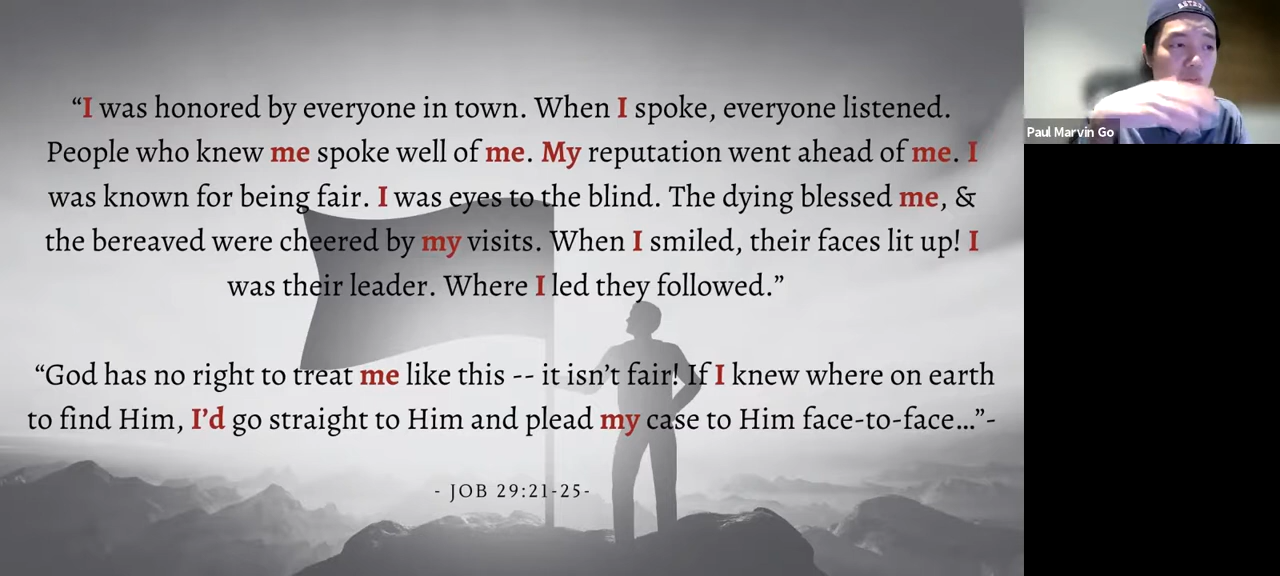 “I was honored by everyone in town. When I spoke, everyone listened.
People who knew me spoke well of me. My reputation went ahead of me. I
was known for being fair. I was eyes to the blind. The dying blessed me, &
the bereaved were cheered by my visits. When I smiled, their faces lit up! I
was their leader. Where I led they followed.”
“God has no right to treat me like this -- it isn’t fair! If I knew where on earth
to find Him, I’d go straight to Him and plead my case to Him face-to-face...”-
- JOB 29:21-25-
Paul Marvin Go